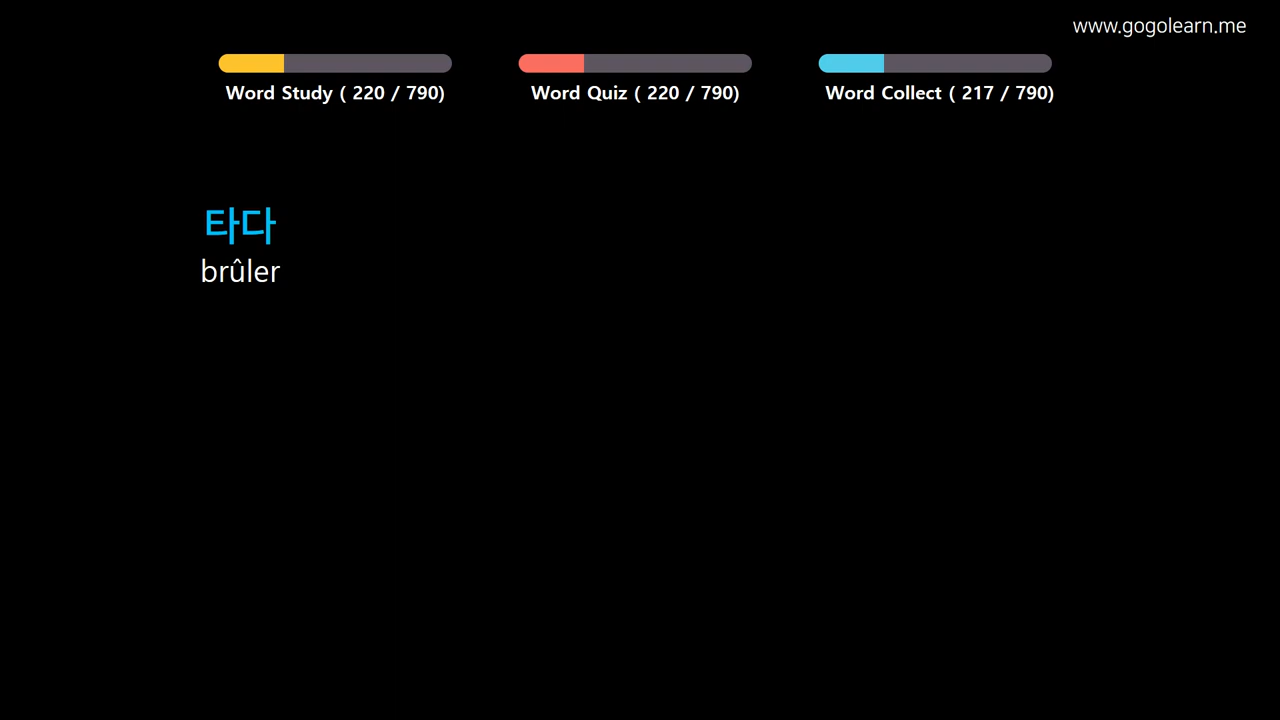 www.gogolearn.me
Word Study ( 220 / 790)
Word Quiz ( 220 / 790)
Word Collect ( 217 / 790)
타다
brûler